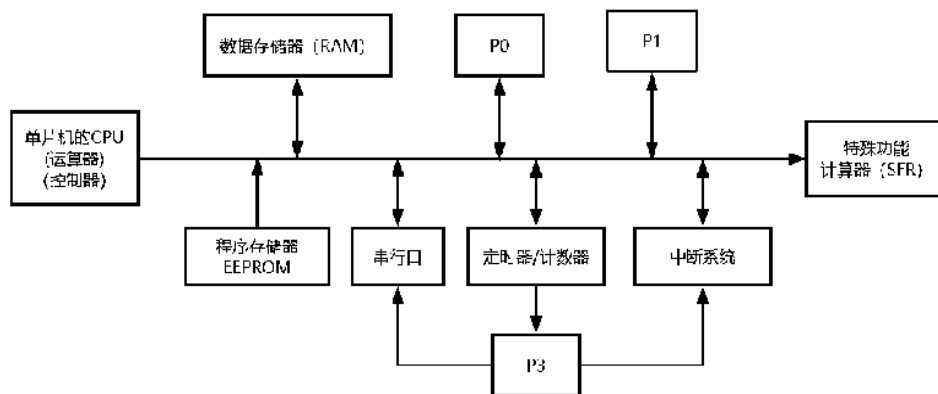 数据存储器（RAM）
P0
P1
单片机的CPU
(运算器)
(控制器)
特殊功能
计算器（SFR）
程序存储器
EEPROM
串行口
定时器/计数器
中断系统
P3